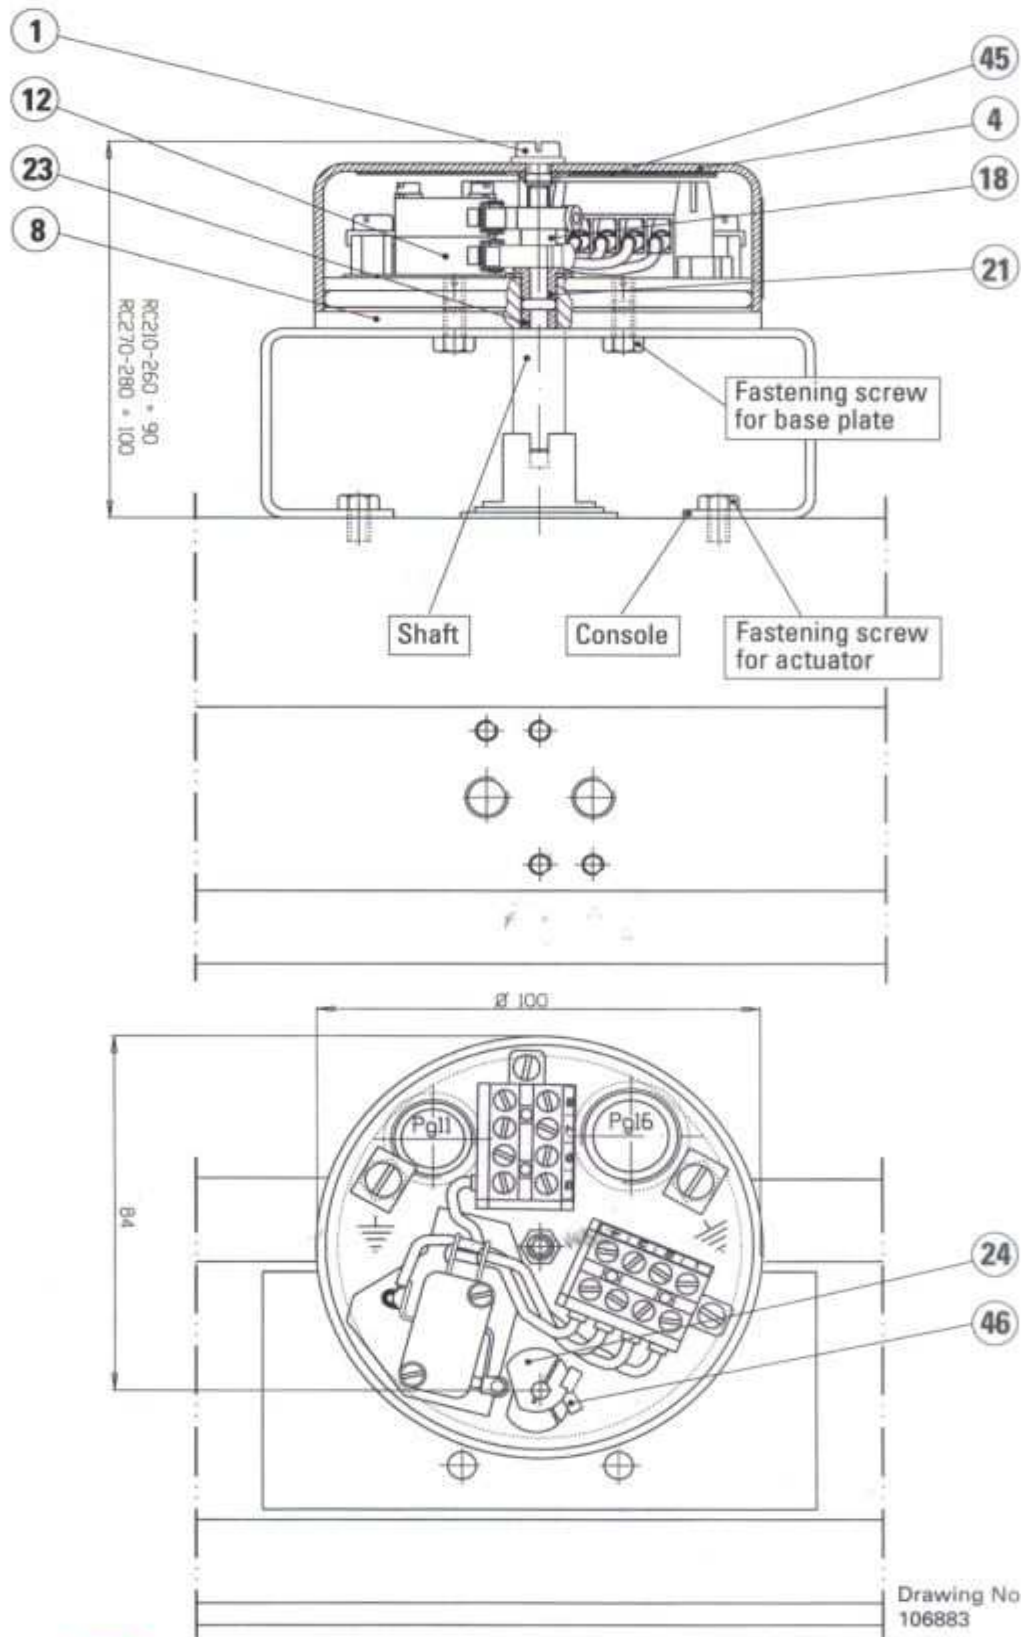 1
12
23
8
45
4
18
21
RC210-260 = 90
RC270-280 = 100
Fastening screw
for base plate
Shaft
Console
Fastening screw
for actuator
Ø 100
84
Pg11
Pg16
24
46
Drawing No
106883